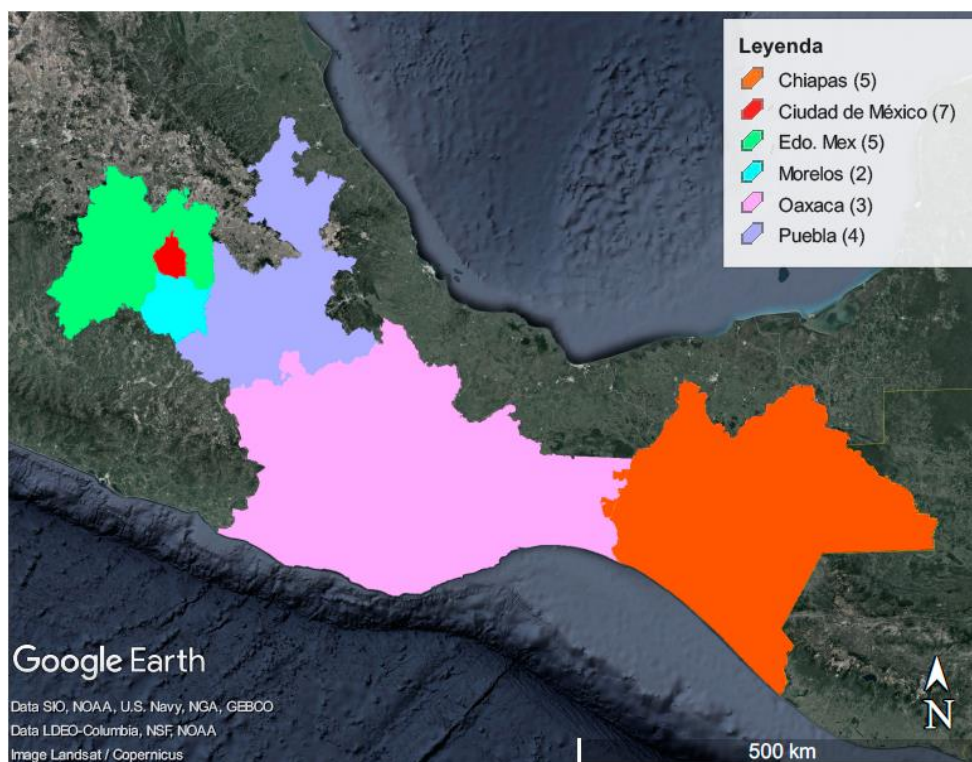 Leyenda
Chiapas (5)
Ciudad de México (7)
Edo. Mex (5)
Morelos (2)
Oaxaca (3)
Puebla (4)
Google Earth
Data SIO, NOAA, U.S. Navy, NGA, GEBCO
Data LDEO-Columbia, NSF, NOAA
Image Landsat / Copernicus
N
500 km